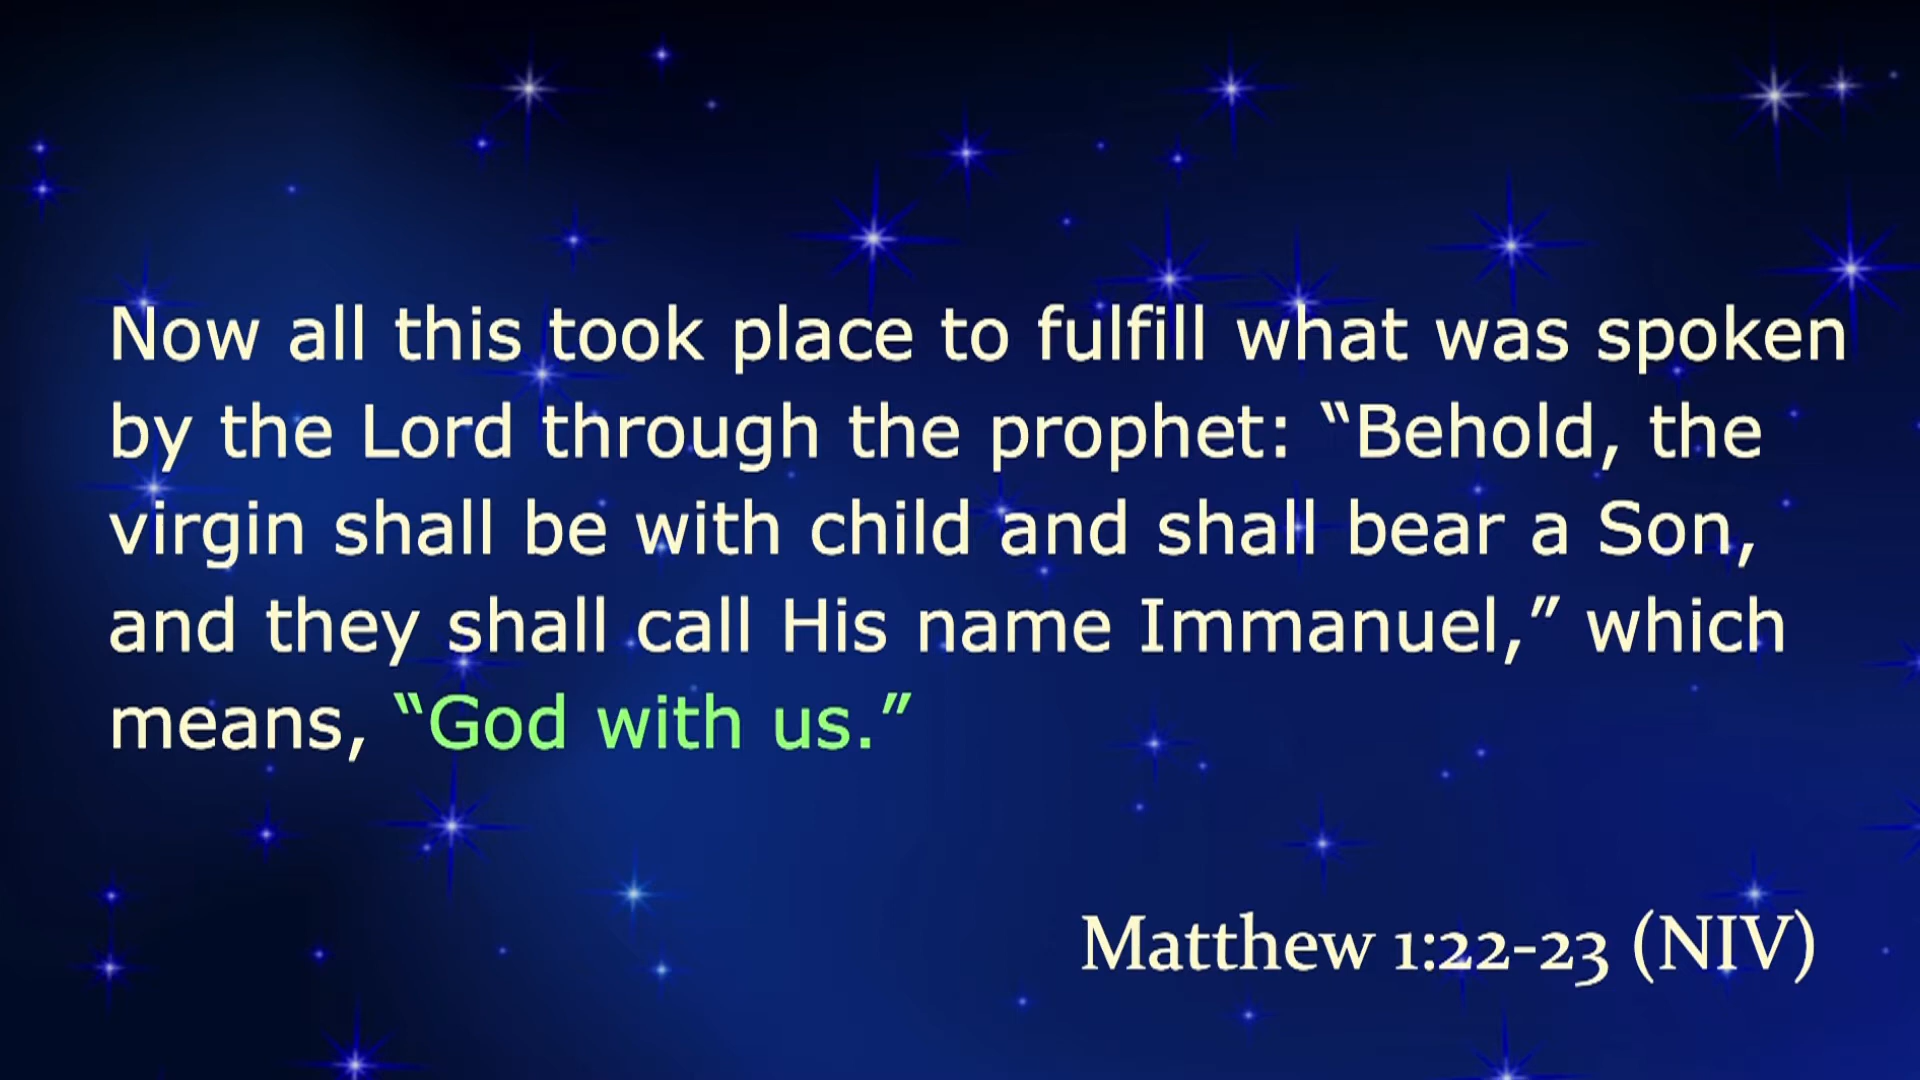 Now all this took place to fulfill what was spoken
by the Lord through the prophet: “Behold, the
virgin shall be with child and shall bear a Son,
and they shall call His name Immanuel,” which
means, “God with us.”
Matthew 1:22-23 (NIV)